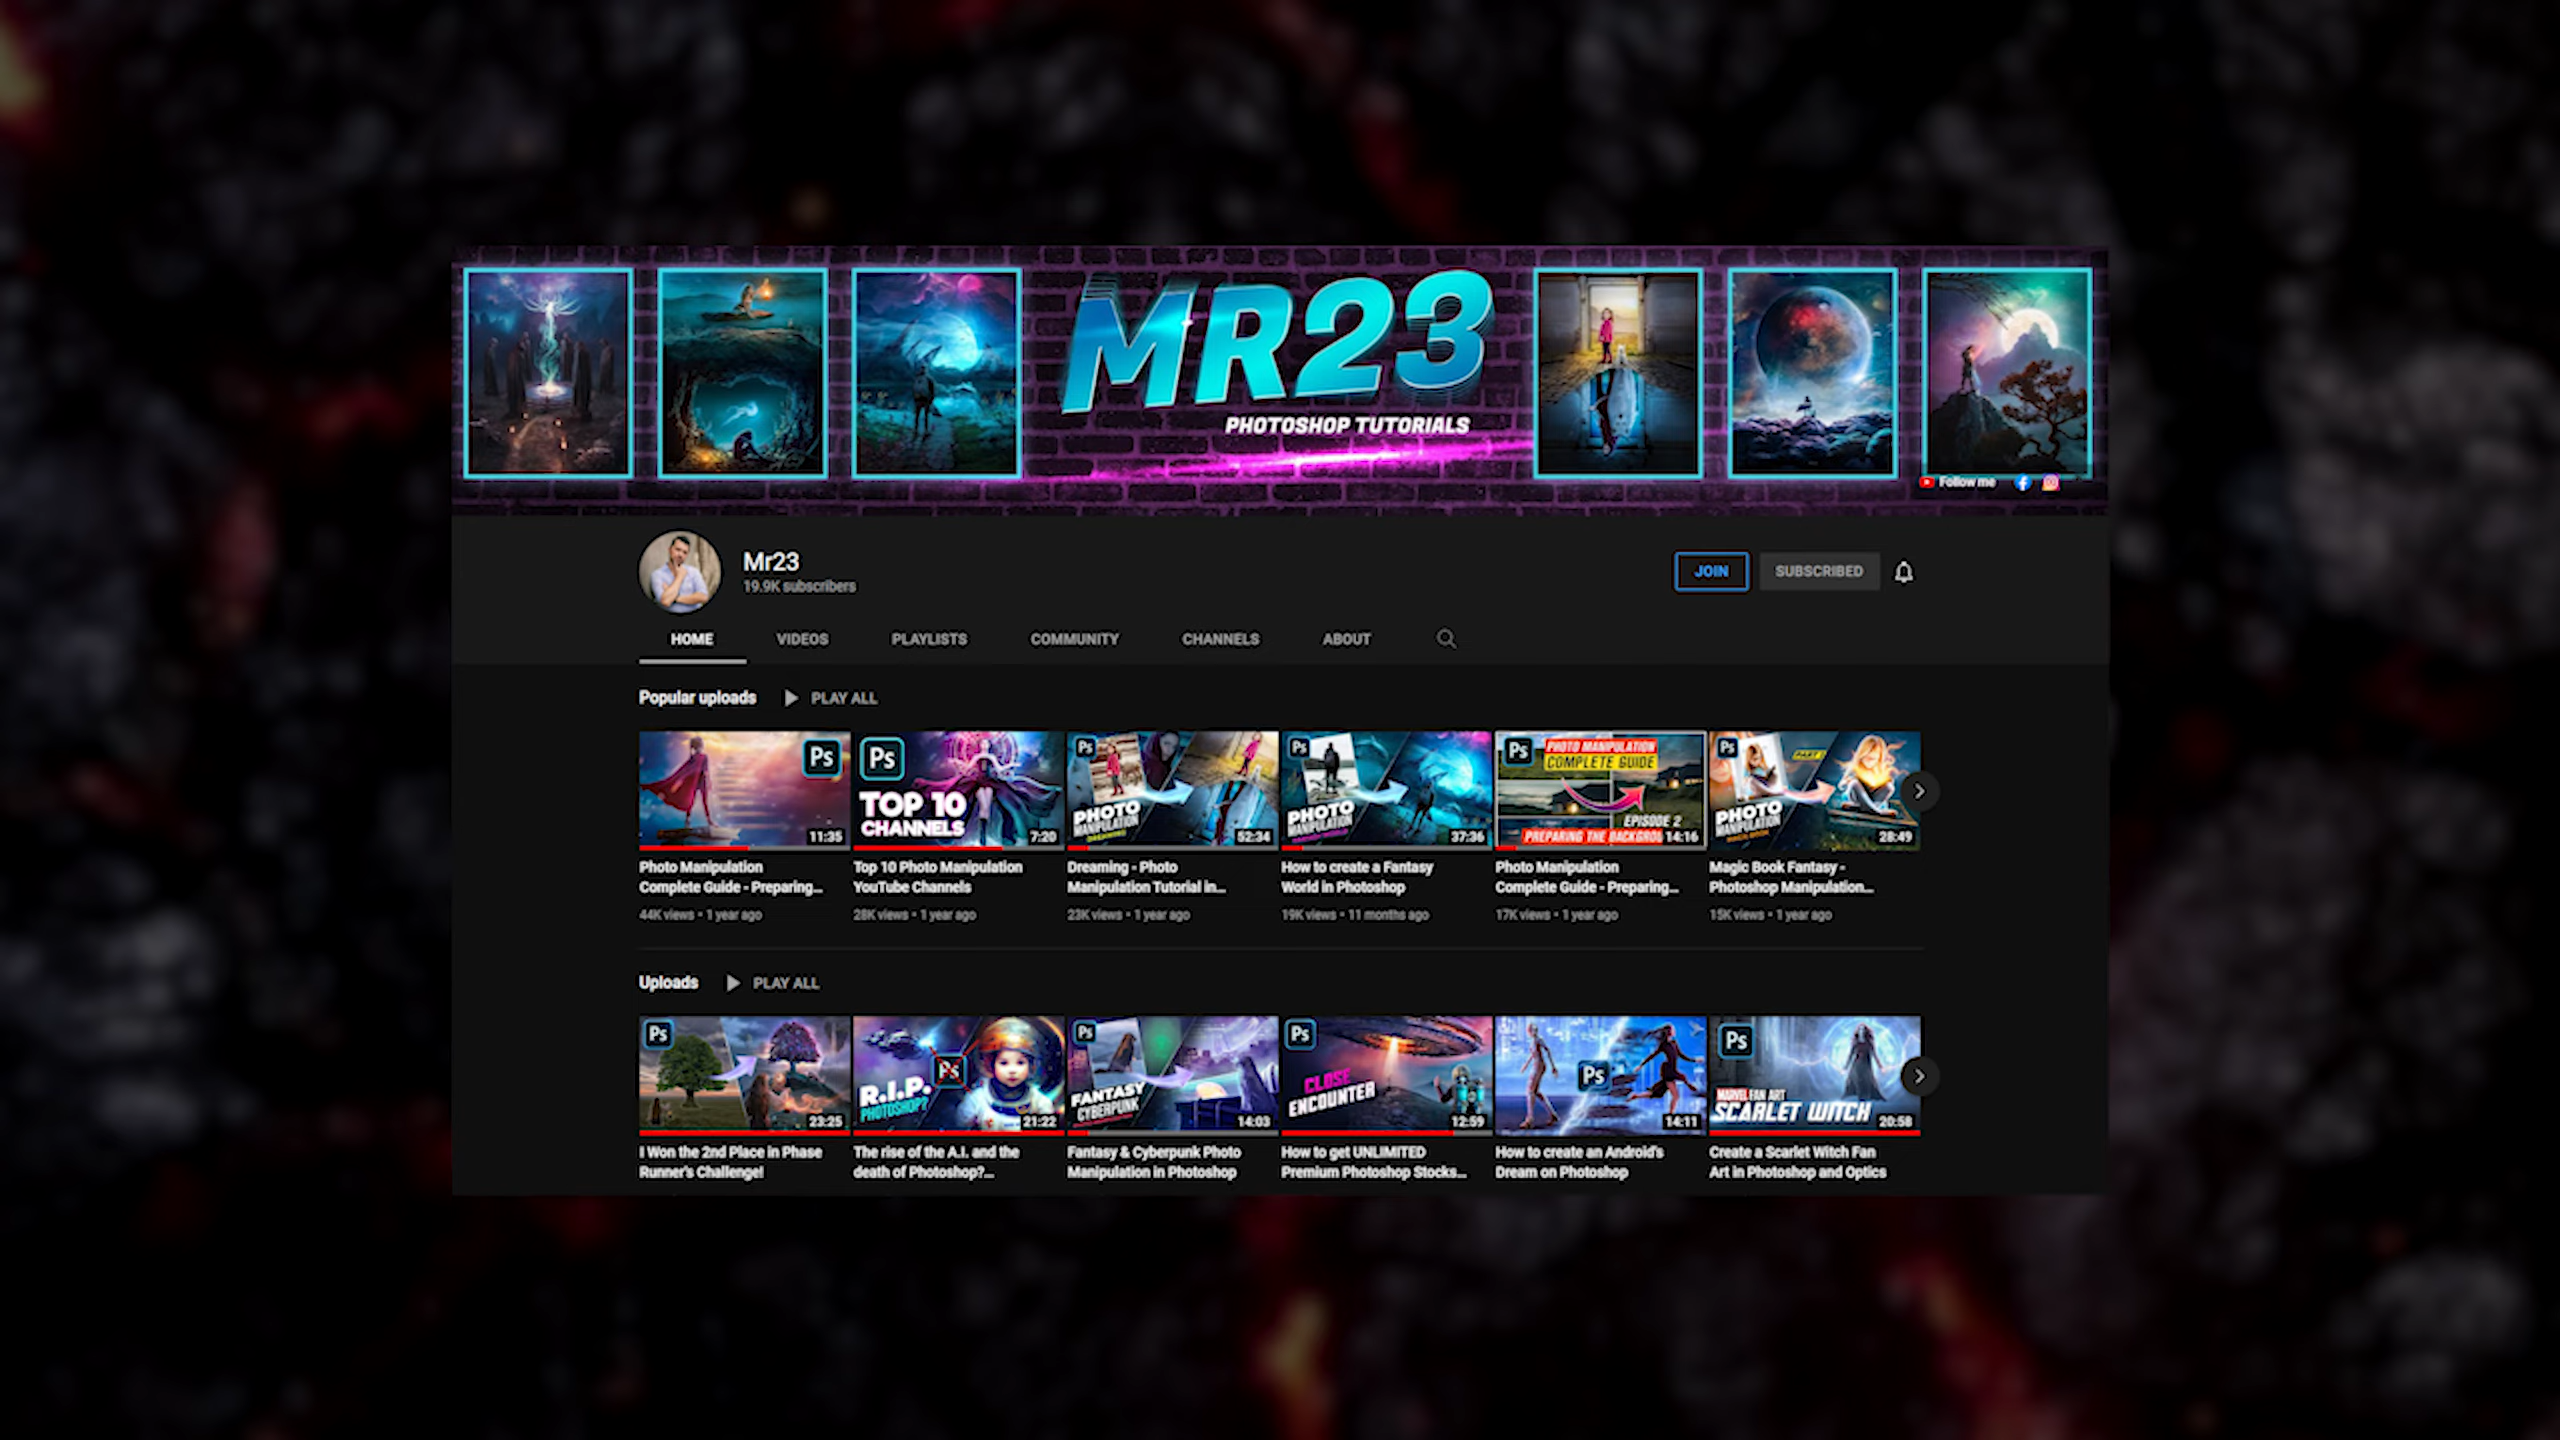 MR23
PHOTOSHOP TUTORIALS
Follow me
Mr23
19.9K subscribers
JOIN
SUBSCRIBED
HOME VIDEOS PLAYLISTS COMMUNITY CHANNELS ABOUT
Popular uploads PLAY ALL
Ps
11:35
Ps
TOP 10
CHANNELS
7:20
Ps
PHOTO
MANIPULATION
52:34
Ps
PHOTO
MANIPULATION
37:36
Ps
PHOTO MANIPULATION
COMPLETE GUIDE
EPISODE 2
PREPARING THE BACKGROU
14:16
Ps
PHOTO
MANIPULATION
28:49
Photo Manipulation
Complete Guide - Preparing...
44K views • 1 year ago
Top 10 Photo Manipulation
YouTube Channels
28K views • 1 year ago
Dreaming - Photo
Manipulation Tutorial in...
23K views • 1 year ago
How to create a Fantasy
World in Photoshop
19K views • 11 months ago
Photo Manipulation
Complete Guide - Preparing...
17K views • 1 year ago
Magic Book Fantasy -
Photoshop Manipulation...
15K views • 1 year ago
Uploads PLAY ALL
Ps
23:25
Ps
R.I.P.
PHOTOSHOP?
21:22
Ps
FANTASY
CYBERPUNK
14:03
Ps
CLOSE
ENCOUNTER
12:59
Ps
14:11
Ps
MARVEL FAN ART
SCARLET WITCH
20:58
I Won the 2nd Place in Phase
Runner's Challenge!
The rise of the A.I. and the
death of Photoshop?...
Fantasy & Cyberpunk Photo
Manipulation in Photoshop
How to get UNLIMITED
Premium Photoshop Stocks...
How to create an Android's
Dream on Photoshop
Create a Scarlet Witch Fan
Art in Photoshop and Optics